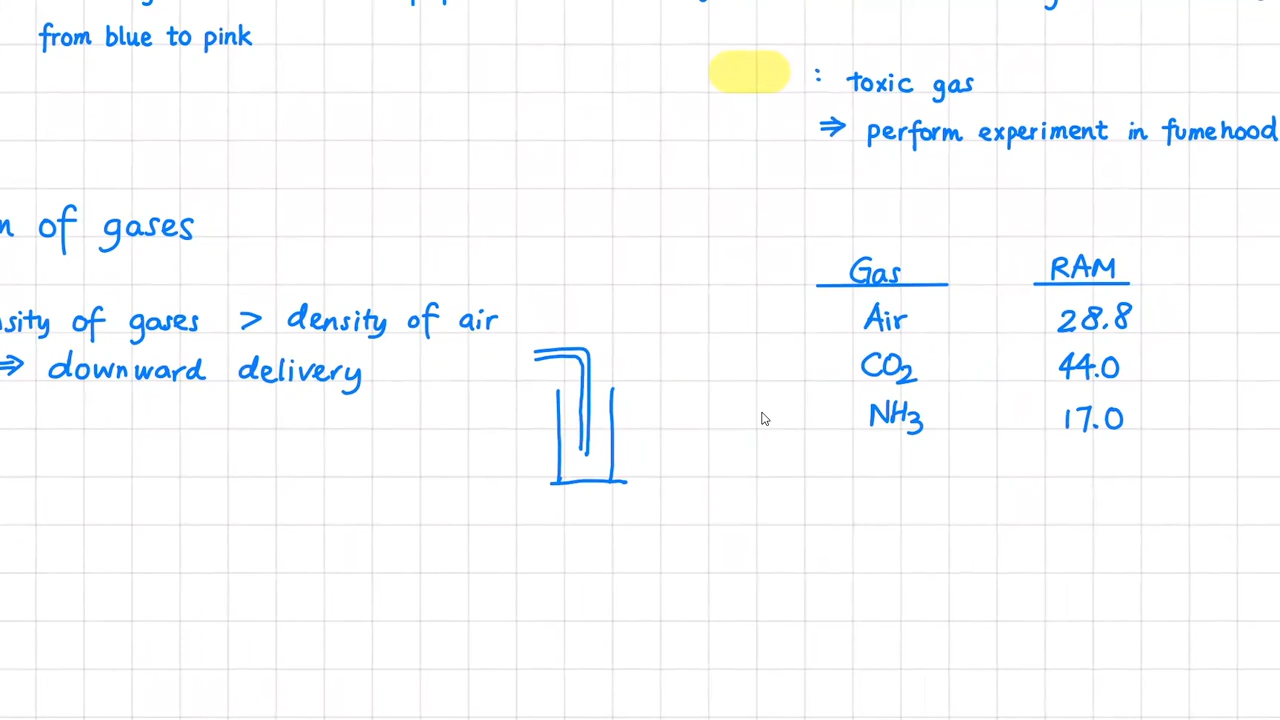 from blue to pink
: toxic gas
⇒ perform experiment in fumehood
of gases
of gases > density of air
⇒ downward delivery
Gas RAM
Air 28.8
CO₂ 44.0
NH₃ 17.0